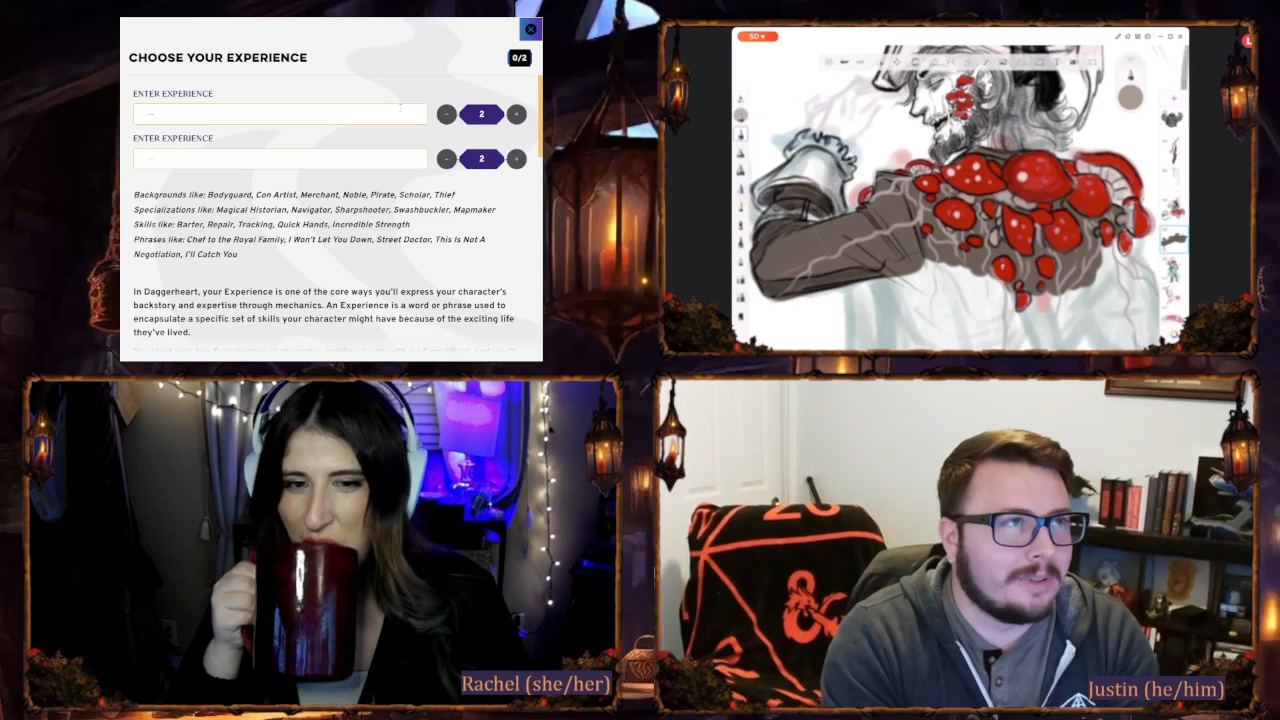 CHOOSE YOUR EXPERIENCE
0/2
ENTER EXPERIENCE
--
-
2
+
ENTER EXPERIENCE
--
-
2
+
Backgrounds like: Bodyguard, Con Artist, Merchant, Noble, Pirate, Scholar, Thief
Specializations like: Magical Historian, Navigator, Sharpshooter, Swashbuckler, Mapmaker
Skills like: Barter, Repair, Tracking, Quick Hands, Incredible Strength
Phrases like: Chef to the Royal Family, I Won't Let You Down, Street Doctor, This Is Not A
Negotiation, I'll Catch You
In Daggerheart, your Experience is one of the core ways you'll express your character's
backstory and expertise through mechanics. An Experience is a word or phrase used to
encapsulate a specific set of skills your character might have because of the exciting life
they've lived.
SD
L
20
Rachel (she/her)
Justin (he/him)